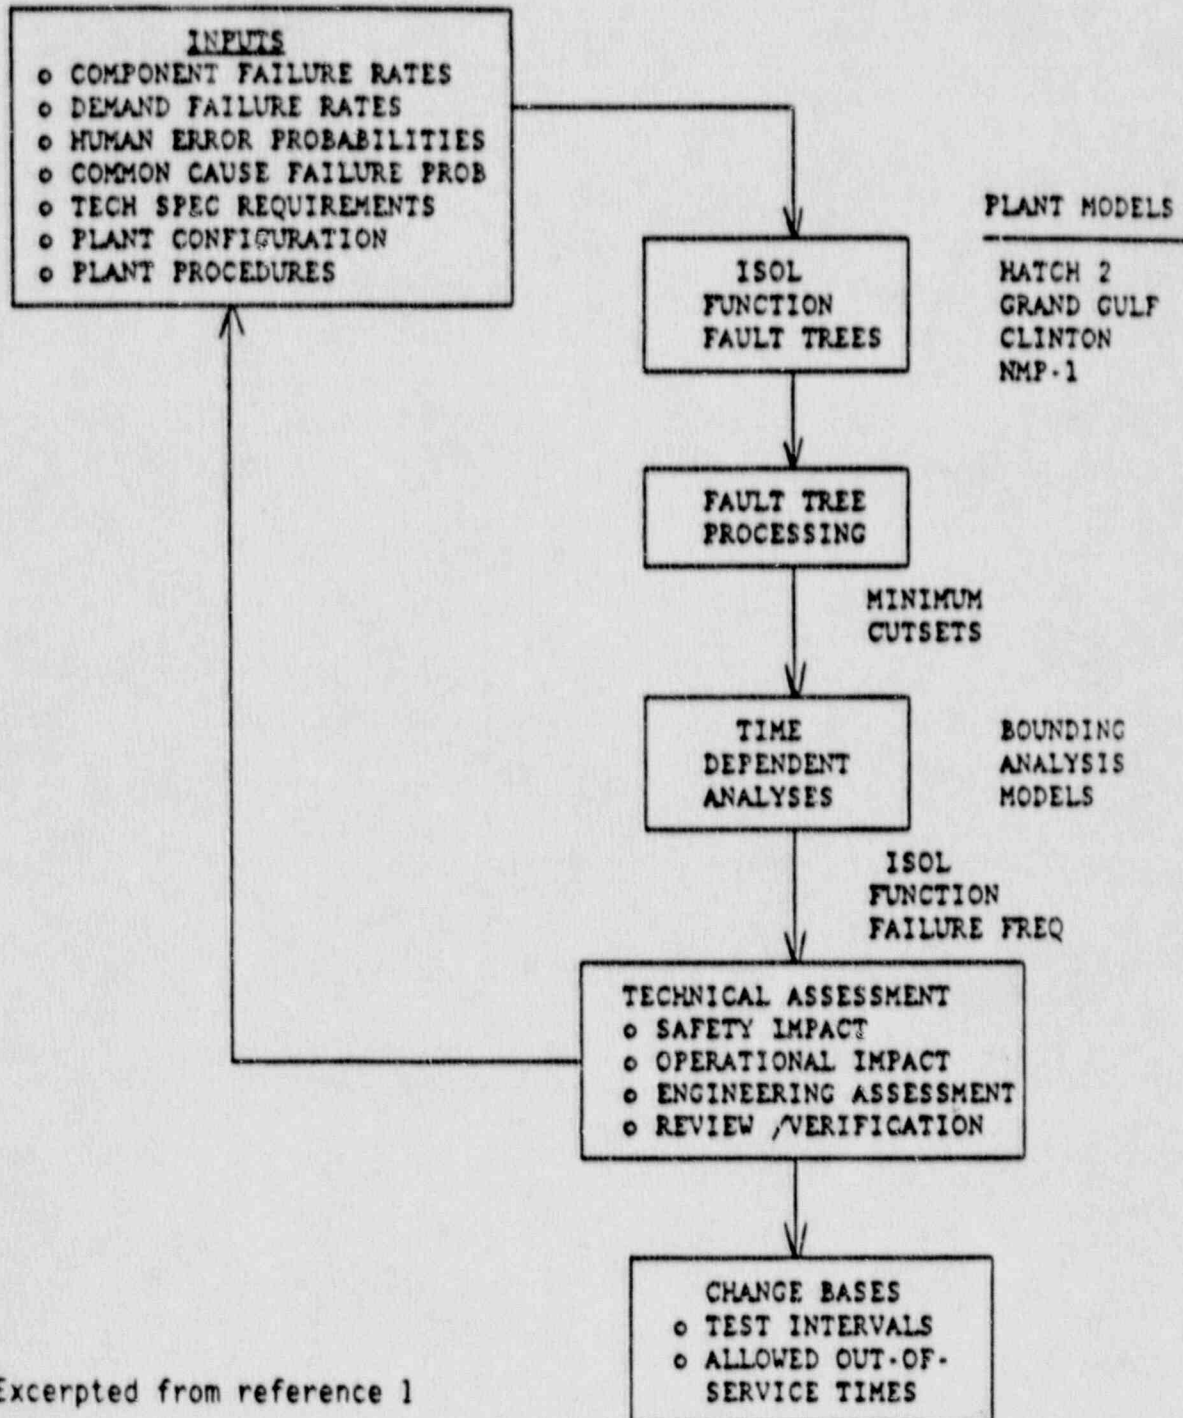 INPUTS
o COMPONENT FAILURE RATES
o DEMAND FAILURE RATES
o HUMAN ERROR PROBABILITIES
o COMMON CAUSE FAILURE PROB
o TECH SPEC REQUIREMENTS
o PLANT CONFIGURATION
o PLANT PROCEDURES
PLANT MODELS
HATCH 2
GRAND GULF
CLINTON
NMP-1
ISOL
FUNCTION
FAULT TREES
FAULT TREE
PROCESSING
MINIMUM
CUTSETS
TIME
DEPENDENT
ANALYSES
BOUNDING
ANALYSIS
MODELS
ISOL
FUNCTION
FAILURE FREQ
TECHNICAL ASSESSMENT
o SAFETY IMPACT
o OPERATIONAL IMPACT
o ENGINEERING ASSESSMENT
o REVIEW /VERIFICATION
CHANGE BASES
o TEST INTERVALS
o ALLOWED OUT-OF-
SERVICE TIMES
Excerpted from reference 1